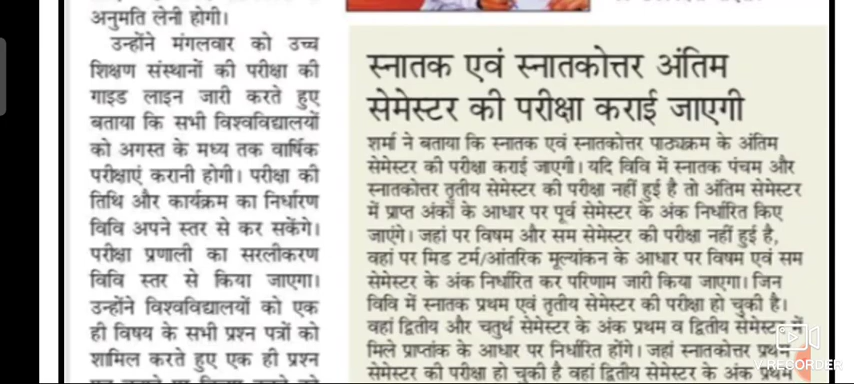 अनुमति लेनी होगी।
उन्होंने मंगलवार को उच्च
शिक्षण संस्थानों की परीक्षा की
गाइड लाइन जारी करते हुए
बताया कि सभी विश्वविद्यालयों
को अगस्त के मध्य तक वार्षिक
परीक्षाएं करानी होगी। परीक्षा की
तिथि और कार्यक्रम का निर्धारण
विवि अपने स्तर से कर सकेंगे।
परीक्षा प्रणाली का सरलीकरण
विवि स्तर से किया जाएगा।
उन्होंने विश्वविद्यालयों को एक
ही विषय के सभी प्रश्न पत्रों को
शामिल करते हुए एक ही प्रश्न
स्नातक एवं स्नातकोत्तर अंतिम
सेमेस्टर की परीक्षा कराई जाएगी
शर्मा ने बताया कि स्नातक एवं स्नातकोत्तर पाठ्यक्रम के अंतिम
सेमेस्टर की परीक्षा कराई जाएगी। यदि विवि में स्नातक पंचम और
स्नातकोत्तर तृतीय सेमेस्टर की परीक्षा नहीं हुई है तो अंतिम सेमेस्टर
में प्राप्त अंकों के आधार पर पूर्व सेमेस्टर के अंक निर्धारित किए
जाएंगे। जहां पर विषम और सम सेमेस्टर की परीक्षा नहीं हुई है,
वहां पर मिड टर्म/आंतरिक मूल्यांकन के आधार पर विषम एवं सम
सेमेस्टर के अंक निर्धारित कर परिणाम जारी किया जाएगा। जिन
विवि में स्नातक प्रथम एवं तृतीय सेमेस्टर की परीक्षा हो चुकी है।
वहां द्वितीय और चतुर्थ सेमेस्टर के अंक प्रथम व द्वितीय सेमेस्टर में
मिले प्राप्तांक के आधार पर निर्धारित होंगे। जहां स्नातकोत्तर प्रथम
सेमेस्टर की परीक्षा हो चुकी है वहां द्वितीय सेमेस्टर के अंक प्रथम
V RECORDER